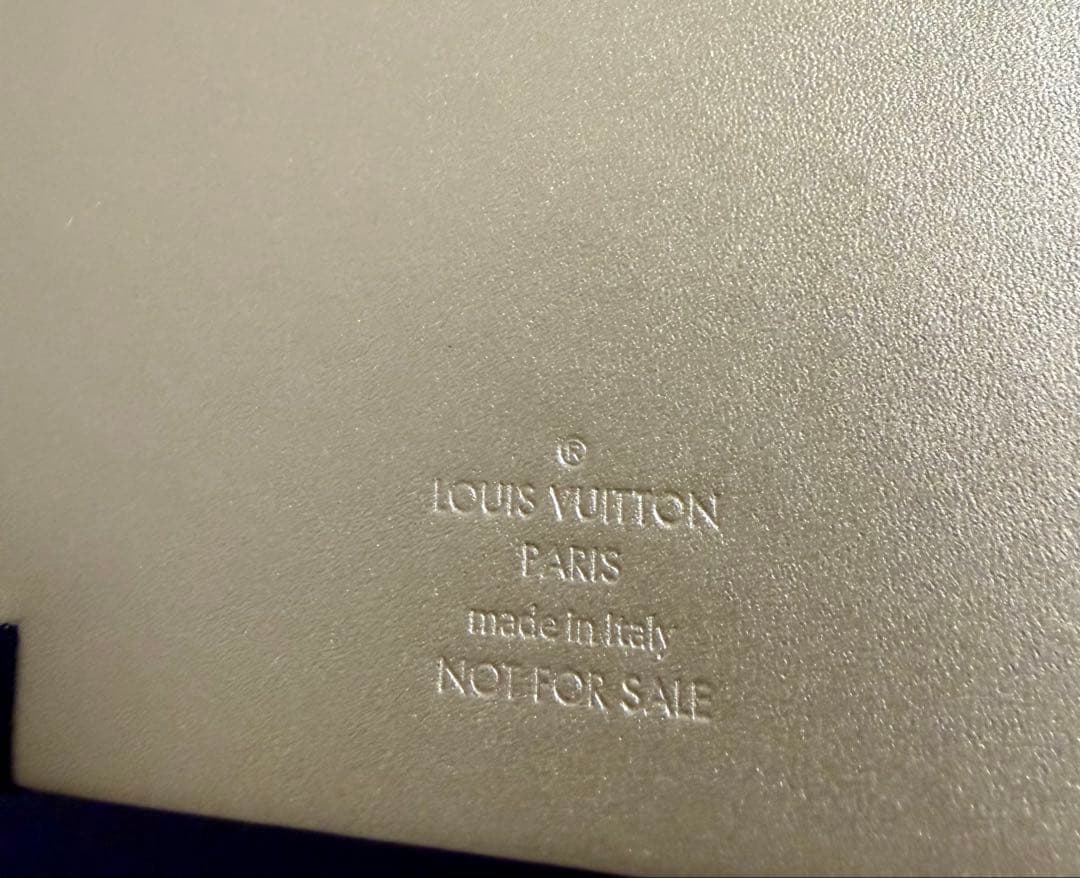 ®
LOUIS VUITTON
PARIS
made in Italy
NOT FOR SALE